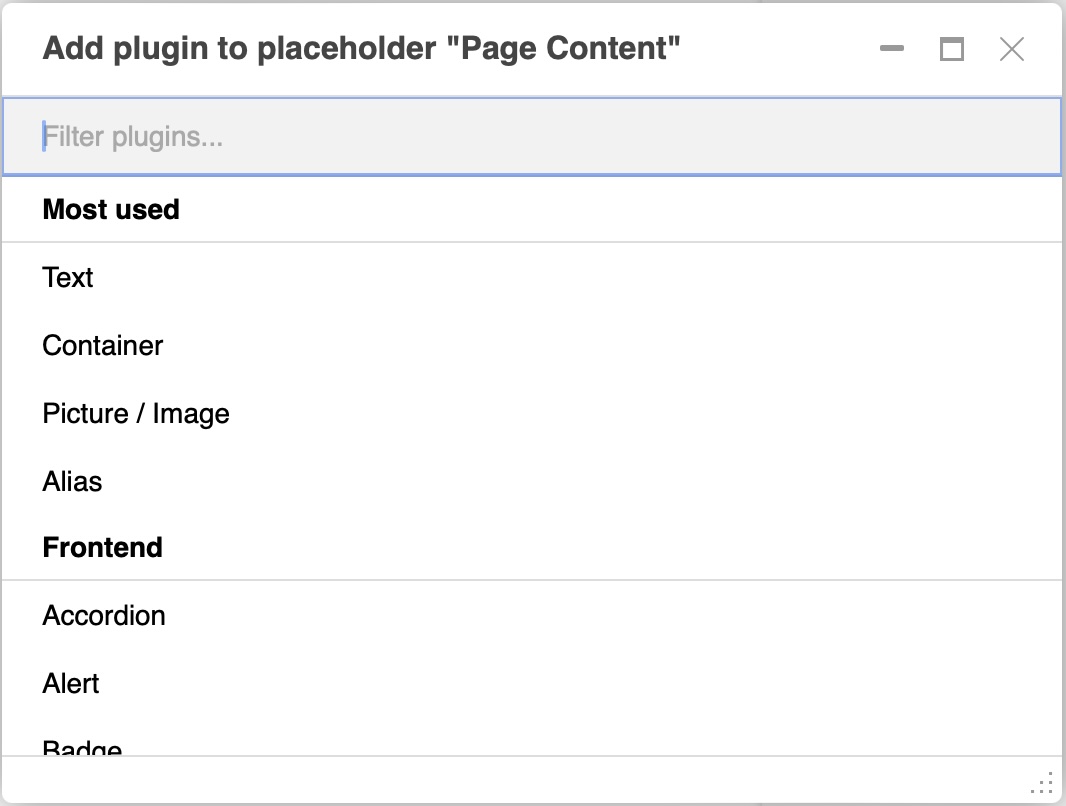 Add plugin to placeholder "Page Content"
Filter plugins...
Most used
Text
Container
Picture / Image
Alias
Frontend
Accordion
Alert
Badge